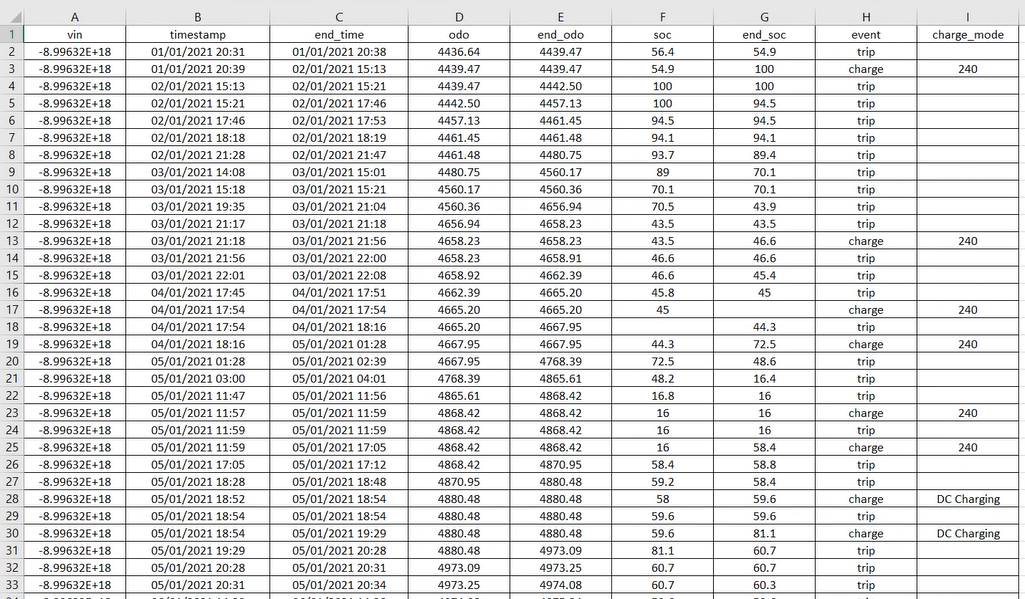 A B C D E F G H I
1 vin timestamp end_time odo end_odo soc end_soc event charge_mode
2 -8.99632E+18 01/01/2021 20:31 01/01/2021 20:38 4436.64 4439.47 56.4 54.9 trip
3 -8.99632E+18 01/01/2021 20:39 02/01/2021 15:13 4439.47 4439.47 54.9 100 charge 240
4 -8.99632E+18 02/01/2021 15:13 02/01/2021 15:21 4439.47 4442.50 100 100 trip
5 -8.99632E+18 02/01/2021 15:21 02/01/2021 17:46 4442.50 4457.13 100 94.5 trip
6 -8.99632E+18 02/01/2021 17:46 02/01/2021 17:53 4457.13 4461.45 94.5 94.5 trip
7 -8.99632E+18 02/01/2021 18:18 02/01/2021 18:19 4461.45 4461.48 94.1 94.1 trip
8 -8.99632E+18 02/01/2021 21:28 02/01/2021 21:47 4461.48 4480.75 93.7 89.4 trip
9 -8.99632E+18 03/01/2021 14:08 03/01/2021 15:01 4480.75 4560.17 89 70.1 trip
10 -8.99632E+18 03/01/2021 15:18 03/01/2021 15:21 4560.17 4560.36 70.1 70.1 trip
11 -8.99632E+18 03/01/2021 19:35 03/01/2021 21:04 4560.36 4656.94 70.5 43.9 trip
12 -8.99632E+18 03/01/2021 21:17 03/01/2021 21:18 4656.94 4658.23 43.5 43.5 trip
13 -8.99632E+18 03/01/2021 21:18 03/01/2021 21:56 4658.23 4658.23 43.5 46.6 charge 240
14 -8.99632E+18 03/01/2021 21:56 03/01/2021 22:00 4658.23 4658.91 46.6 46.6 trip
15 -8.99632E+18 03/01/2021 22:01 03/01/2021 22:08 4658.92 4662.39 46.6 45.4 trip
16 -8.99632E+18 04/01/2021 17:45 04/01/2021 17:51 4662.39 4665.20 45.8 45 trip
17 -8.99632E+18 04/01/2021 17:54 04/01/2021 17:54 4665.20 4665.20 45 charge 240
18 -8.99632E+18 04/01/2021 17:54 04/01/2021 18:16 4665.20 4667.95 44.3 trip
19 -8.99632E+18 04/01/2021 18:16 05/01/2021 01:28 4667.95 4667.95 44.3 72.5 charge 240
20 -8.99632E+18 05/01/2021 01:28 05/01/2021 02:39 4667.95 4768.39 72.5 48.6 trip
21 -8.99632E+18 05/01/2021 03:00 05/01/2021 04:01 4768.39 4865.61 48.2 16.4 trip
22 -8.99632E+18 05/01/2021 11:47 05/01/2021 11:56 4865.61 4868.42 16.8 16 trip
23 -8.99632E+18 05/01/2021 11:57 05/01/2021 11:59 4868.42 4868.42 16 16 charge 240
24 -8.99632E+18 05/01/2021 11:59 05/01/2021 11:59 4868.42 4868.42 16 16 trip
25 -8.99632E+18 05/01/2021 11:59 05/01/2021 17:05 4868.42 4868.42 16 58.4 charge 240
26 -8.99632E+18 05/01/2021 17:05 05/01/2021 17:12 4868.42 4870.95 58.4 58.8 trip
27 -8.99632E+18 05/01/2021 18:28 05/01/2021 18:48 4870.95 4880.48 59.2 58.4 trip
28 -8.99632E+18 05/01/2021 18:52 05/01/2021 18:54 4880.48 4880.48 58 59.6 charge DC Charging
29 -8.99632E+18 05/01/2021 18:54 05/01/2021 18:54 4880.48 4880.48 59.6 59.6 trip
30 -8.99632E+18 05/01/2021 18:54 05/01/2021 19:29 4880.48 4880.48 59.6 81.1 charge DC Charging
31 -8.99632E+18 05/01/2021 19:29 05/01/2021 20:28 4880.48 4973.09 81.1 60.7 trip
32 -8.99632E+18 05/01/2021 20:28 05/01/2021 20:31 4973.09 4973.25 60.7 60.7 trip
33 -8.99632E+18 05/01/2021 20:31 05/01/2021 20:34 4973.25 4974.08 60.7 60.3 trip